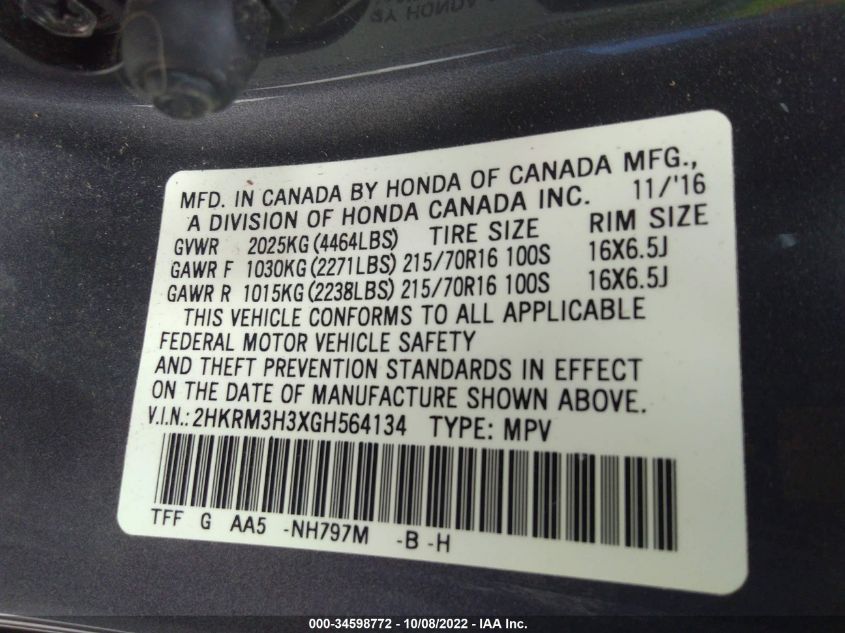 BY HONDA
MFD. IN CANADA BY HONDA OF CANADA MFG.,
A DIVISION OF HONDA CANADA INC. 11/'16
GVWR 2025KG (4464LBS) TIRE SIZE RIM SIZE
GAWR F 1030KG (2271LBS) 215/70R16 100S 16X6.5J
GAWR R 1015KG (2238LBS) 215/70R16 100S 16X6.5J
THIS VEHICLE CONFORMS TO ALL APPLICABLE
FEDERAL MOTOR VEHICLE SAFETY
AND THEFT PREVENTION STANDARDS IN EFFECT
ON THE DATE OF MANUFACTURE SHOWN ABOVE.
V.I.N.: 2HKRM3H3XGH564134 TYPE: MPV
TFF G AA5 -NH797M -B -H
000-34598772 - 10/08/2022 - IAA Inc.